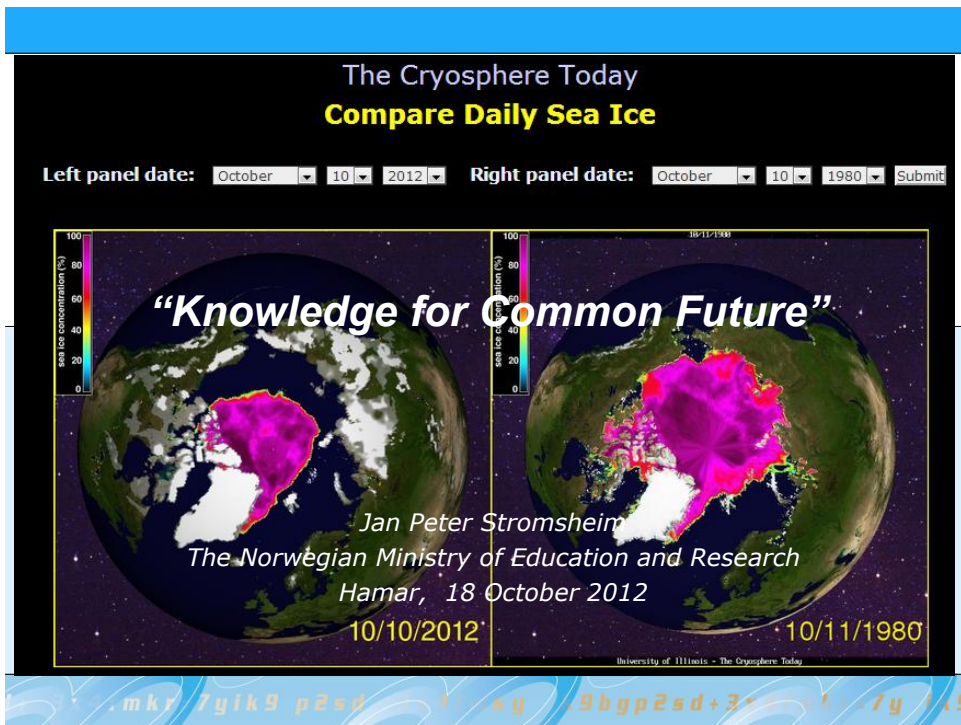 The Cryosphere Today
Compare Daily Sea Ice
Left panel date: October 10 2012 Right panel date: October 10 1980 Submit
10/11/1980
100
80
60
40
20
0
sea ice concentration (%)
100
80
60
40
20
0
sea ice concentration (%)
“Knowledge for Common Future”
Jan Peter Stromsheim
The Norwegian Ministry of Education and Research
Hamar, 18 October 2012
10/10/2012
10/11/1980
University of Illinois - The Cryosphere Today